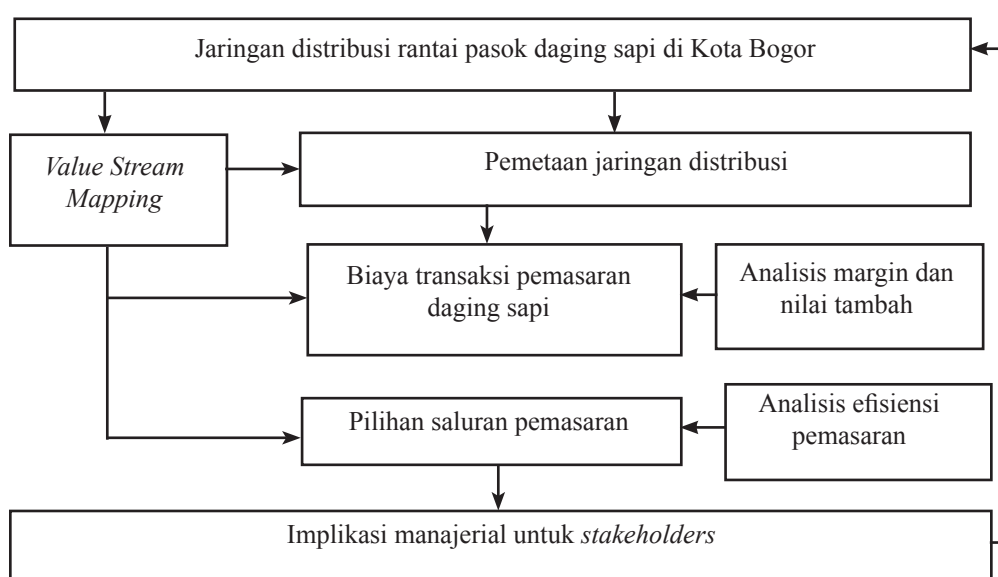 Jaringan distribusi rantai pasok daging sapi di Kota Bogor
Value Stream
Mapping
Pemetaan jaringan distribusi
Biaya transaksi pemasaran
daging sapi
Analisis margin dan
nilai tambah
Pilihan saluran pemasaran
Analisis efisiensi
pemasaran
Implikasi manajerial untuk stakeholders